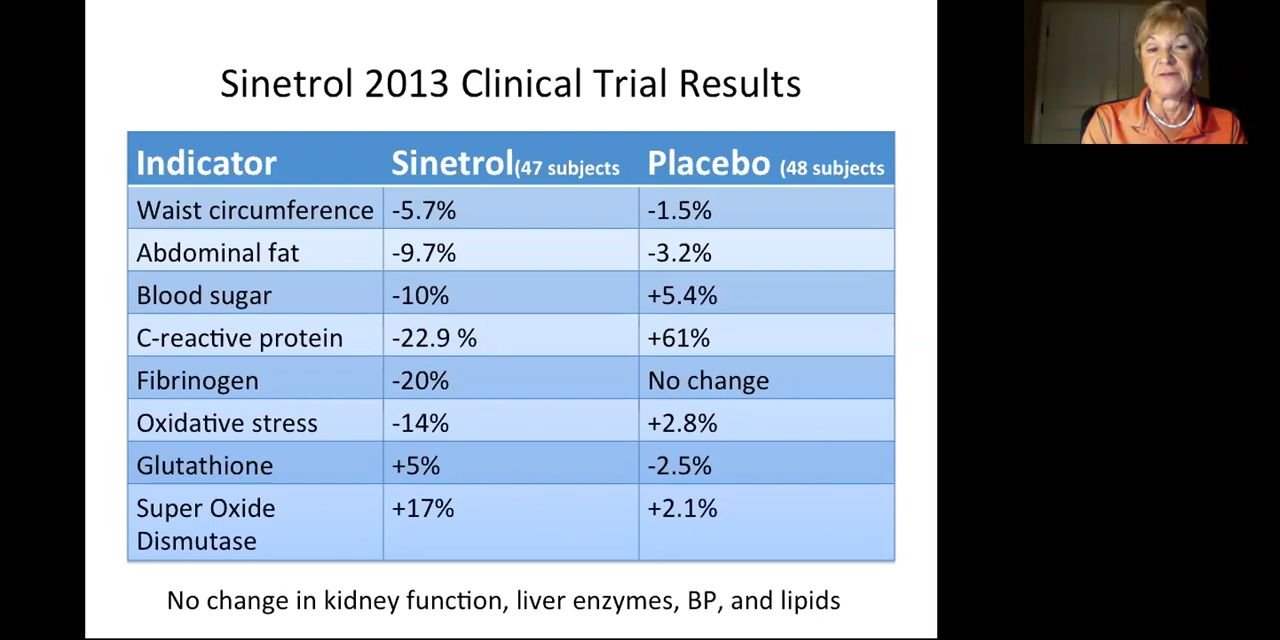 Sinetrol 2013 Clinical Trial Results
Indicator Sinetrol(47 subjects Placebo (48 subjects
Waist circumference -5.7% -1.5%
Abdominal fat -9.7% -3.2%
Blood sugar -10% +5.4%
C-reactive protein -22.9 % +61%
Fibrinogen -20% No change
Oxidative stress -14% +2.8%
Glutathione +5% -2.5%
Super Oxide +17% +2.1%
Dismutase
No change in kidney function, liver enzymes, BP, and lipids